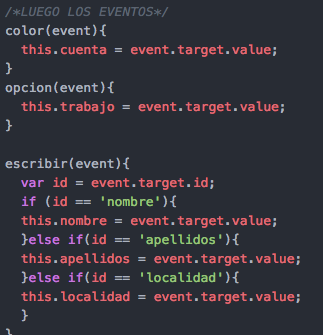 /*LUEGO LOS EVENTOS*/
color(event){
  this.cuenta = event.target.value;
}
opcion(event){
  this.trabajo = event.target.value;
}

escribir(event){
  var id = event.target.id;
  if (id == 'nombre'){
  this.nombre = event.target.value;
  }else if(id == 'apellidos'){
  this.apellidos = event.target.value;
  }else if(id == 'localidad'){
  this.localidad = event.target.value;
  }
}